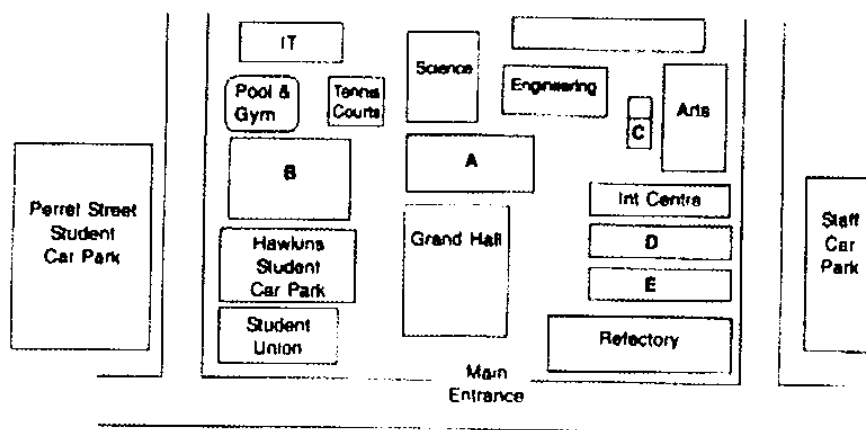 IT
Science
Pool &
Gym
Tennis
Courts
Engineering
Arts
C
B
A
Perret Street
Student
Car Park
Int Centre
Hawkins
Student
Car Park
Grand Hall
D
Staff
Car
Park
E
Student
Union
Refectory
Main
Entrance